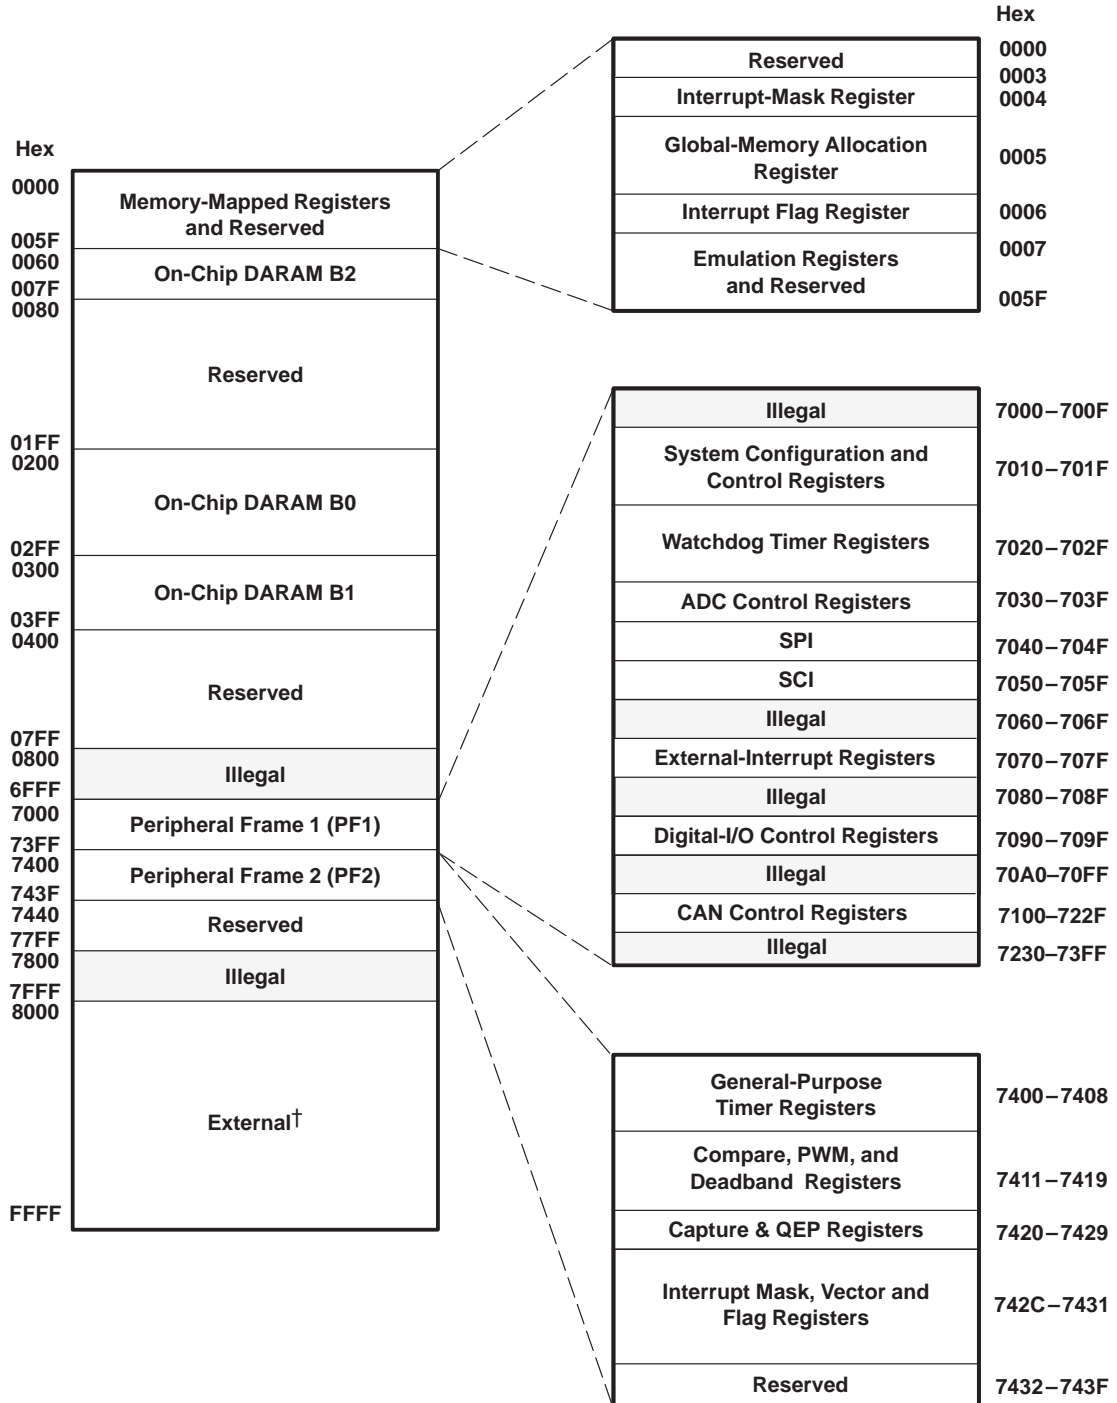 Hex
0000
Memory-Mapped Registers
and Reserved
005F
0060
On-Chip DARAM B2
007F
0080
Reserved
01FF
0200
On-Chip DARAM B0
02FF
0300
On-Chip DARAM B1
03FF
0400
Reserved
07FF
0800
Illegal
6FFF
7000
Peripheral Frame 1 (PF1)
73FF
7400
Peripheral Frame 2 (PF2)
743F
7440
Reserved
77FF
7800
Illegal
7FFF
8000
External†
FFFF
Hex
Reserved
0000
0003
Interrupt-Mask Register
0004
Global-Memory Allocation
Register
0005
Interrupt Flag Register
0006
Emulation Registers
and Reserved
0007
005F
Illegal
7000–700F
System Configuration and
Control Registers
7010–701F
Watchdog Timer Registers
7020–702F
ADC Control Registers
7030–703F
SPI
7040–704F
SCI
7050–705F
Illegal
7060–706F
External-Interrupt Registers
7070–707F
Illegal
7080–708F
Digital-I/O Control Registers
7090–709F
Illegal
70A0–70FF
CAN Control Registers
7100–722F
Illegal
7230–73FF
General-Purpose
Timer Registers
7400–7408
Compare, PWM, and
Deadband Registers
7411–7419
Capture & QEP Registers
7420–7429
Interrupt Mask, Vector and
Flag Registers
742C–7431
Reserved
7432–743F